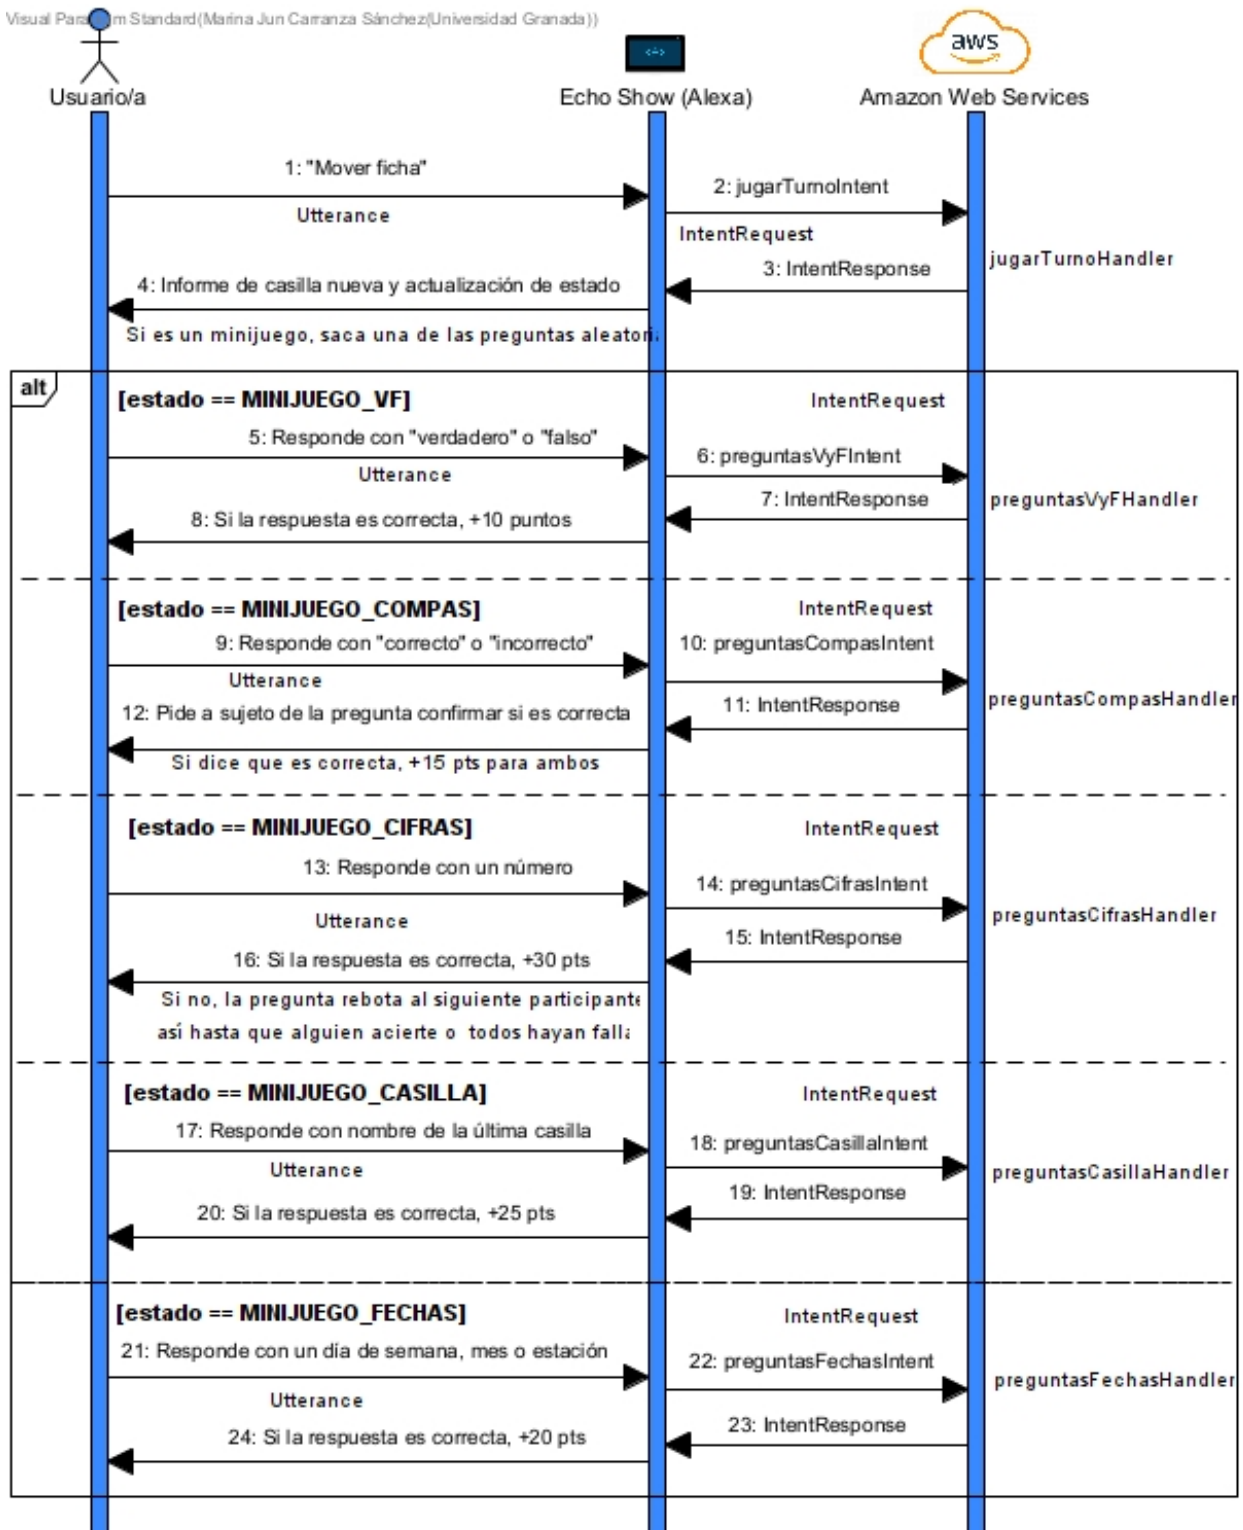 Visual Paradigm Standard(Marina Jun Carranza Sánchez(Universidad Granada))
aws
Usuario/a
Echo Show (Alexa)
Amazon Web Services
1: "Mover ficha"
Utterance
2: jugarTurnoIntent
IntentRequest
3: IntentResponse
jugarTurnoHandler
4: Informe de casilla nueva y actualización de estado
Si es un minijuego, saca una de las preguntas aleatori
alt
[estado == MINIJUEGO_VF]
IntentRequest
5: Responde con "verdadero" o "falso"
Utterance
6: preguntasVyFIntent
7: IntentResponse
preguntasVyFHandler
8: Si la respuesta es correcta, +10 puntos
[estado == MINIJUEGO_COMPAS]
IntentRequest
9: Responde con "correcto" o "incorrecto"
Utterance
10: preguntasCompasIntent
11: IntentResponse
preguntasCompasHandler
12: Pide a sujeto de la pregunta confirmar si es correcta
Si dice que es correcta, +15 pts para ambos
[estado == MINIJUEGO_CIFRAS]
IntentRequest
13: Responde con un número
Utterance
14: preguntasCifrasIntent
15: IntentResponse
preguntasCifrasHandler
16: Si la respuesta es correcta, +30 pts
Si no, la pregunta rebota al siguiente participante
así hasta que alguien acierte o todos hayan falla
[estado == MINIJUEGO_CASILLA]
IntentRequest
17: Responde con nombre de la última casilla
Utterance
18: preguntasCasillaIntent
19: IntentResponse
preguntasCasillaHandler
20: Si la respuesta es correcta, +25 pts
[estado == MINIJUEGO_FECHAS]
IntentRequest
21: Responde con un día de semana, mes o estación
Utterance
22: preguntasFechasIntent
23: IntentResponse
preguntasFechasHandler
24: Si la respuesta es correcta, +20 pts